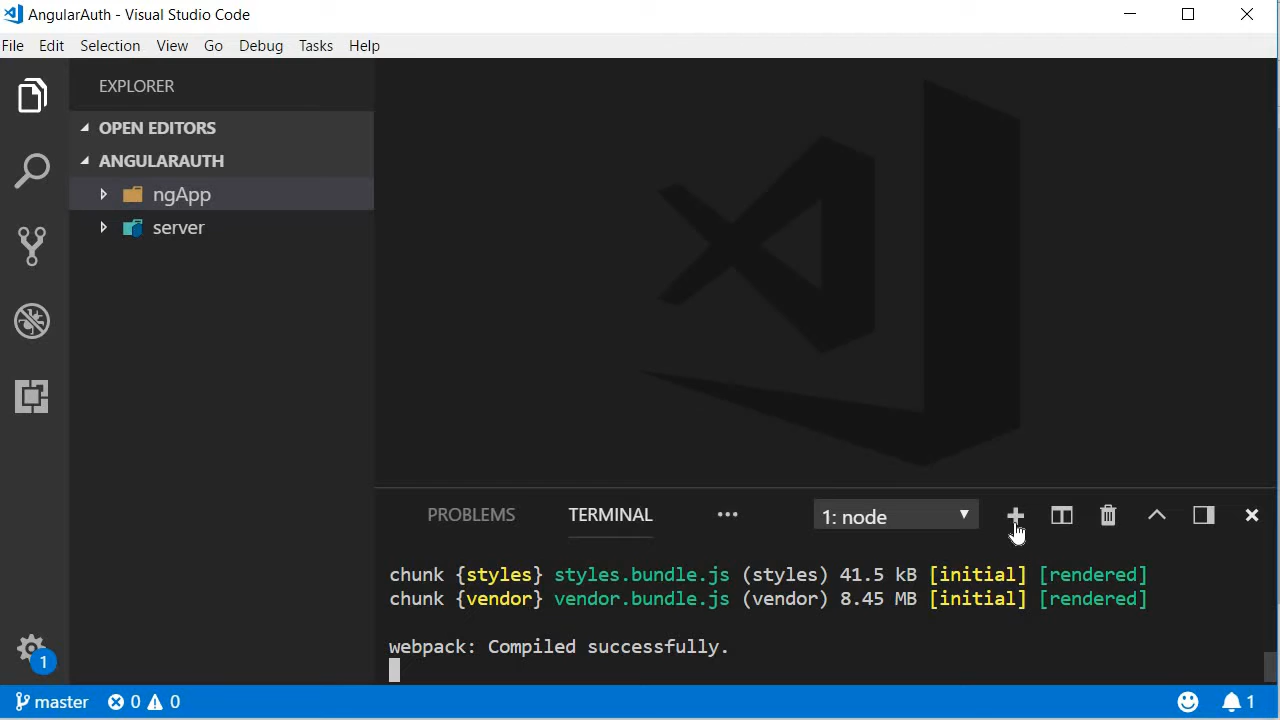 AngularAuth - Visual Studio Code
File Edit Selection View Go Debug Tasks Help
EXPLORER
OPEN EDITORS
ANGULARAUTH
ngApp
server
PROBLEMS TERMINAL ••• 1: node
chunk {styles} styles.bundle.js (styles) 41.5 kB [initial] [rendered]
chunk {vendor} vendor.bundle.js (vendor) 8.45 MB [initial] [rendered]
webpack: Compiled successfully.
1
master 0 0 1